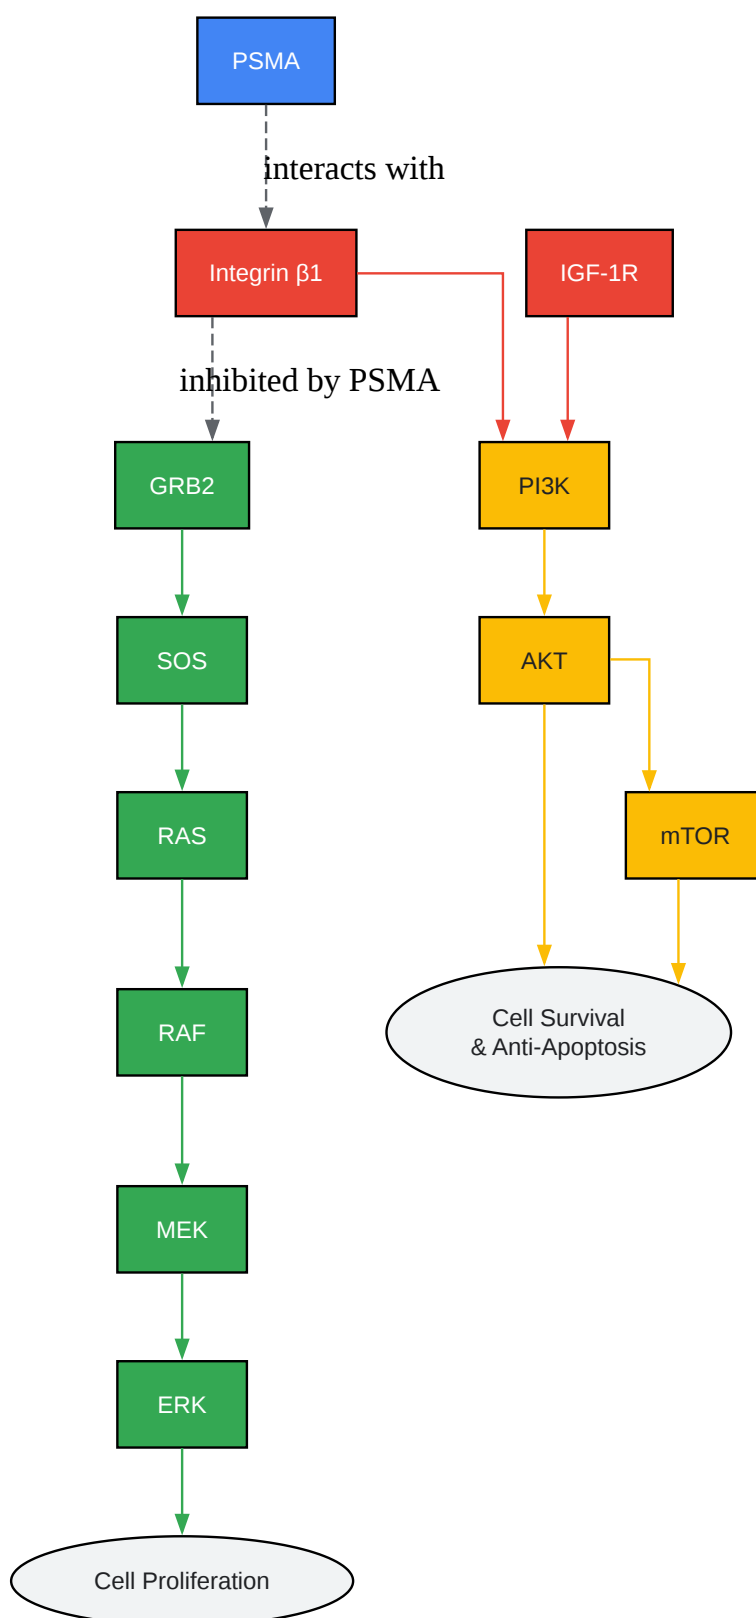 PSMA
interacts with
Integrin β1
IGF-1R
inhibited by PSMA
GRB2
PI3K
SOS
AKT
RAS
mTOR
RAF
Cell Survival
& Anti-Apoptosis
MEK
ERK
Cell Proliferation